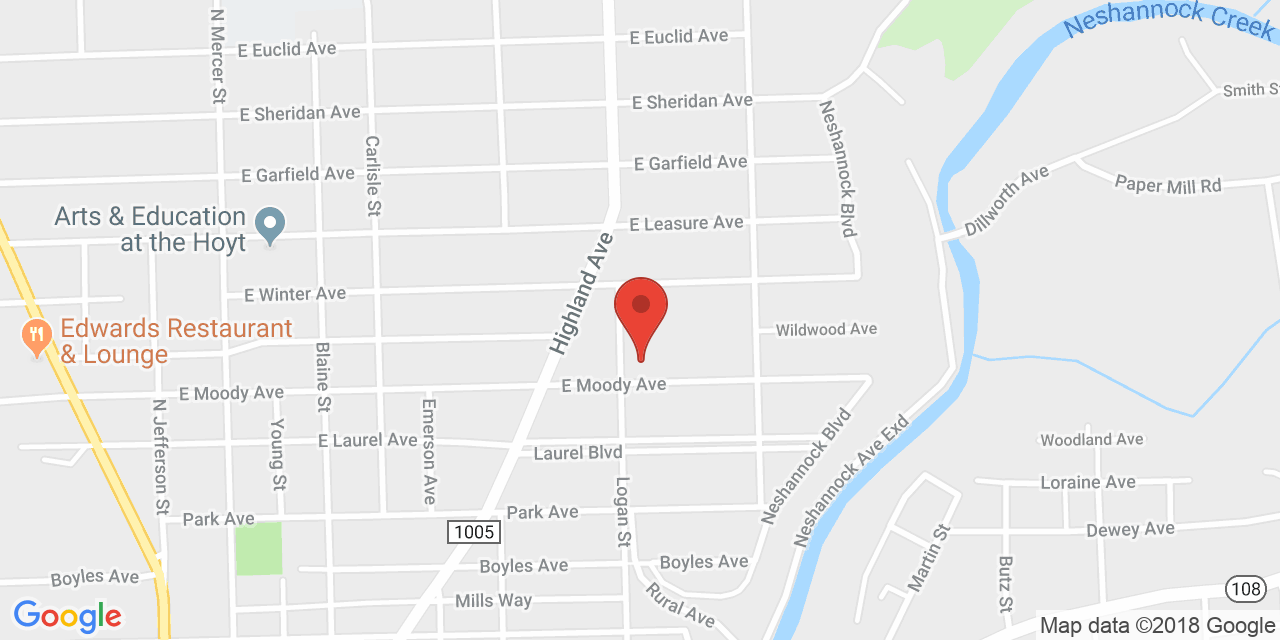 Neshannock Creek
E Euclid Ave
E Euclid Ave
N Mercer St
Smith St
E Sheridan Ave
E Sheridan Ave
Neshannock Blvd
Carlisle St
E Garfield Ave
E Garfield Ave
Paper Mill Rd
Dillworth Ave
Arts & Education
at the Hoyt
E Leasure Ave
Highland Ave
E Winter Ave
Edwards Restaurant
& Lounge
Wildwood Ave
Blaine St
E Moody Ave
E Moody Ave
N Jefferson St
Young St
Emerson Ave
E Laurel Ave
Laurel Blvd
Neshannock Blvd
Neshannock Ave Exd
Woodland Ave
Loraine Ave
Logan St
Park Ave
Park Ave
1005
Dewey Ave
Martin St
Butz St
Boyles Ave
Boyles Ave
Boyles Ave
Mills Way
Rural Ave
108
Google
Map data ©2018 Google